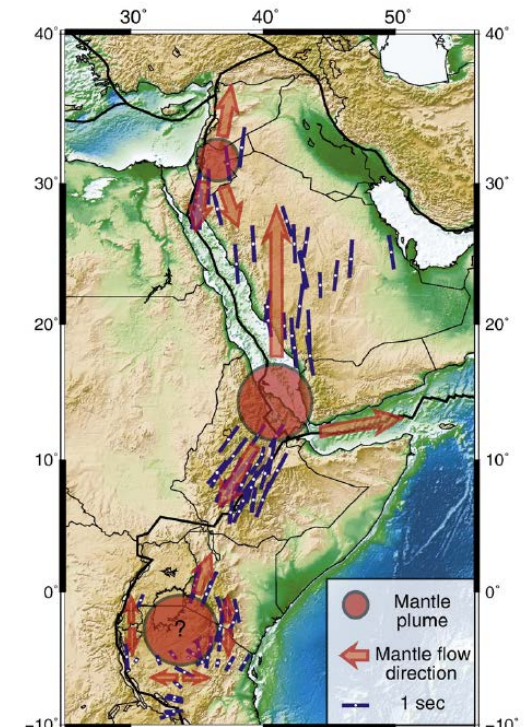 30° 40° 50°
40° 40°
30° 30°
20° 20°
10° 10°
0° 0°
?
Mantle
plume
Mantle flow
direction
1 sec
−10° −10°